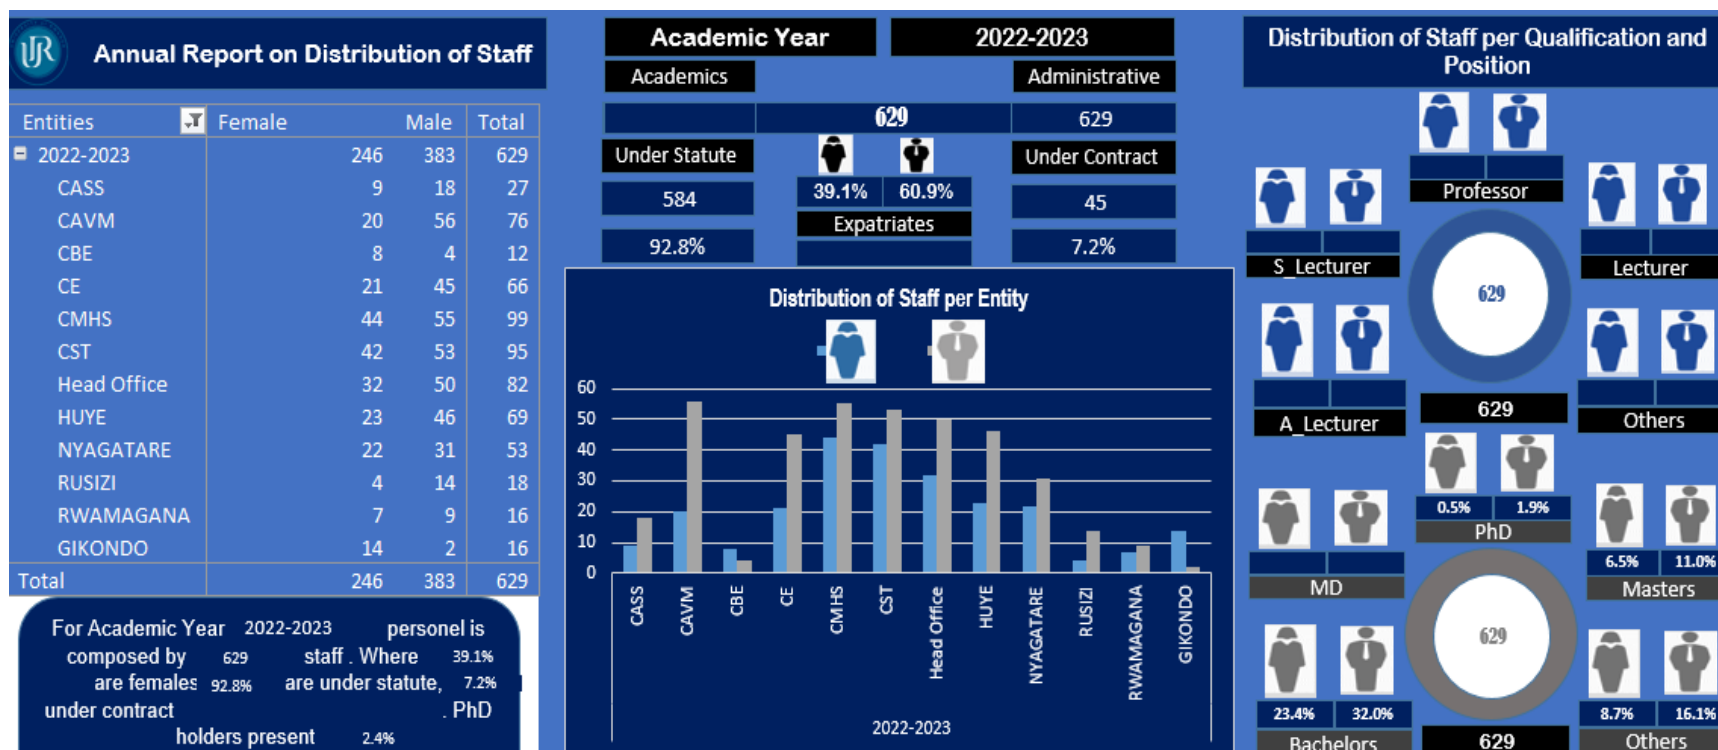 UR
Annual Report on Distribution of Staff
Entities Female Male Total
2022-2023 246 383 629
CASS 9 18 27
CAVM 20 56 76
CBE 8 4 12
CE 21 45 66
CMHS 44 55 99
CST 42 53 95
Head Office 32 50 82
HUYE 23 46 69
NYAGATARE 22 31 53
RUSIZI 4 14 18
RWAMAGANA 7 9 16
GIKONDO 14 2 16
Total 246 383 629
For Academic Year 2022-2023 personel is
composed by 629 staff . Where 39.1%
are females 92.8% are under statute, 7.2%
under contract . PhD
holders present 2.4%
Academic Year 2022-2023
Academics Administrative
629 629
Under Statute Under Contract
584 39.1% 60.9% 45
Expatriates
92.8% 7.2%
Distribution of Staff per Entity
60
50
40
30
20
10
0
CASS
CAVM
CBE
CE
CMHS
CST
Head Office
HUYE
NYAGATARE
RUSIZI
RWAMAGANA
GIKONDO
2022-2023
Distribution of Staff per Qualification and
Position
Professor
S_Lecturer Lecturer
629
A_Lecturer 629 Others
0.5% 1.9%
PhD
6.5% 11.0%
MD Masters
629
23.4% 32.0% 8.7% 16.1%
Bachelors 629 Others